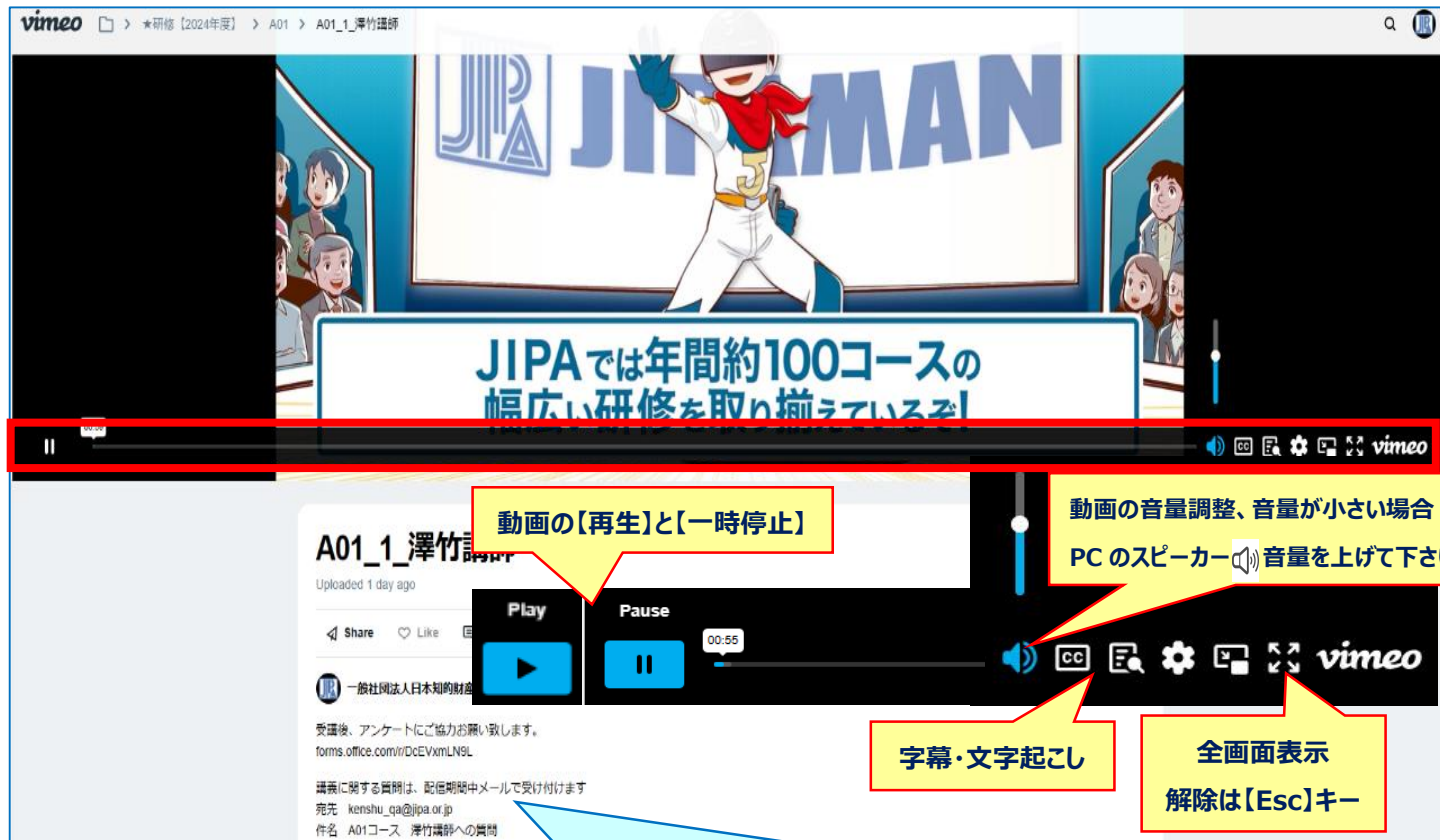 vimeo > ★研修【2024年度】 > A01 > A01_1_澤竹講師
JIPA JIPAMAN
J
JIPAでは年間約100コースの
幅広い研修を取り揃えているぞ!
CC vimeo
動画の【再生】と【一時停止】
動画の音量調整、音量が小さい場合
PC のスピーカー音量を上げて下さい
A01_1_澤竹講師
Uploaded 1 day ago
Play Pause
00:55
Share Like
CC vimeo
一般社団法人日本知的財産
受講後、アンケートにご協力お願い致します。
forms.office.com/r/DcEVxmLN9L
字幕・文字起こし
全画面表示
解除は【Esc】キー
講義に関する質問は、配信期間中メールで受け付けます
宛先 kenshu_qa@jipa.or.jp
件名 A01コース 澤竹講師への質問